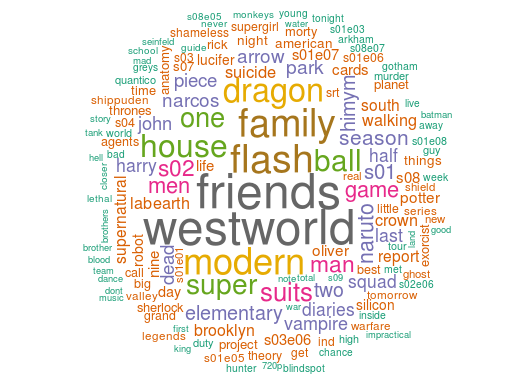 s08e05 monkeys young
never water tonight
shameless supergirl s01e03
seinfeld guide rick night american morty arkham
school s03 lucifer arrow s01e07 s08e07
mad s07 suicide park s01e06
greys anatomy cards gotham
quantico piece dragon srt murder
time narcos himym planet
shippuden
thrones one family south live
story s04 john walking batman
tank world away
agents house flash ball season s01e08
hell bad harry s02 life half guy
closer s01 things
men friends real s08 week
lethal labearth game potter shield
brothers supernatural westworld naruto little series
crown new
robot dead oliver last good
brother modern man report tour land exorcist
blood nine s01e01 best met ghost
team call super suits two squad s02e06
dance big note total s09
dont day diaries silicon tomorrow
music valley elementary war inside
sherlock vampire warfare
grand brooklyn
legends first s03e06 ind high impractical
king duty project get chance
s01e05 theory
hunter 720p blindspot